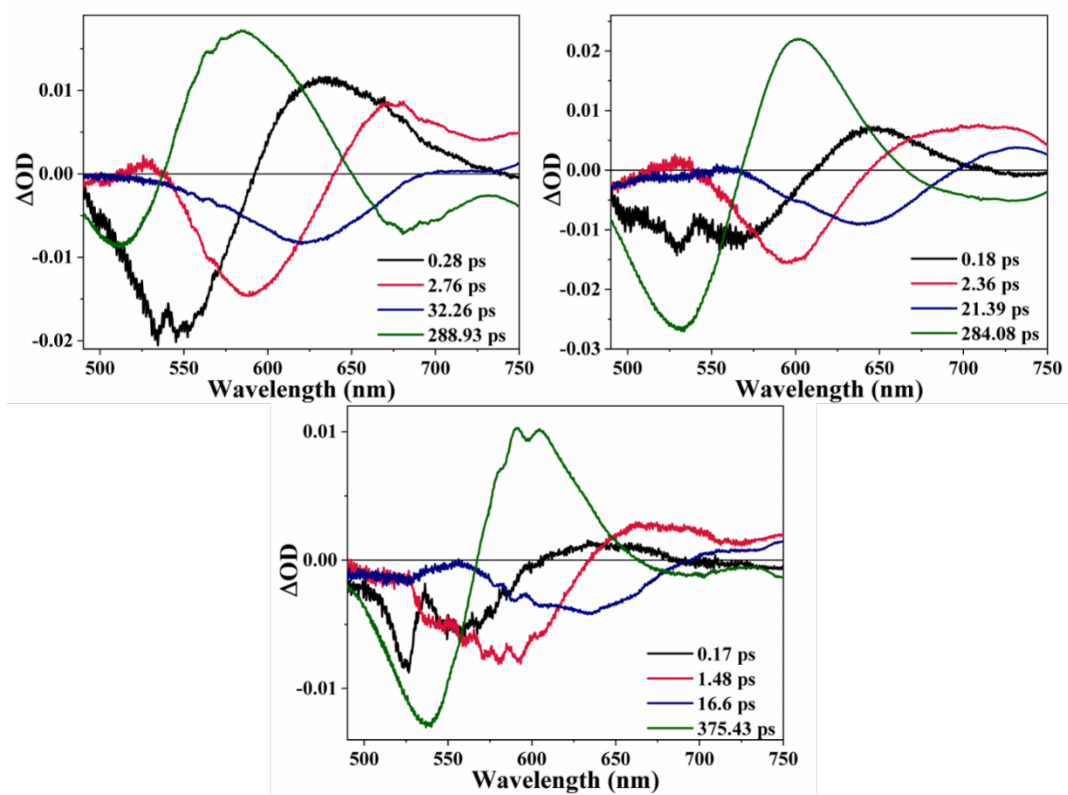 0.01
0.00
-0.01
-0.02
ΔOD
0.28 ps
2.76 ps
32.26 ps
288.93 ps
500 550 600 650 700 750
Wavelength (nm)
0.02
0.01
0.00
-0.01
-0.02
-0.03
ΔOD
0.18 ps
2.36 ps
21.39 ps
284.08 ps
500 550 600 650 700 750
Wavelength (nm)
0.01
0.00
-0.01
ΔOD
0.17 ps
1.48 ps
16.6 ps
375.43 ps
500 550 600 650 700 750
Wavelength (nm)